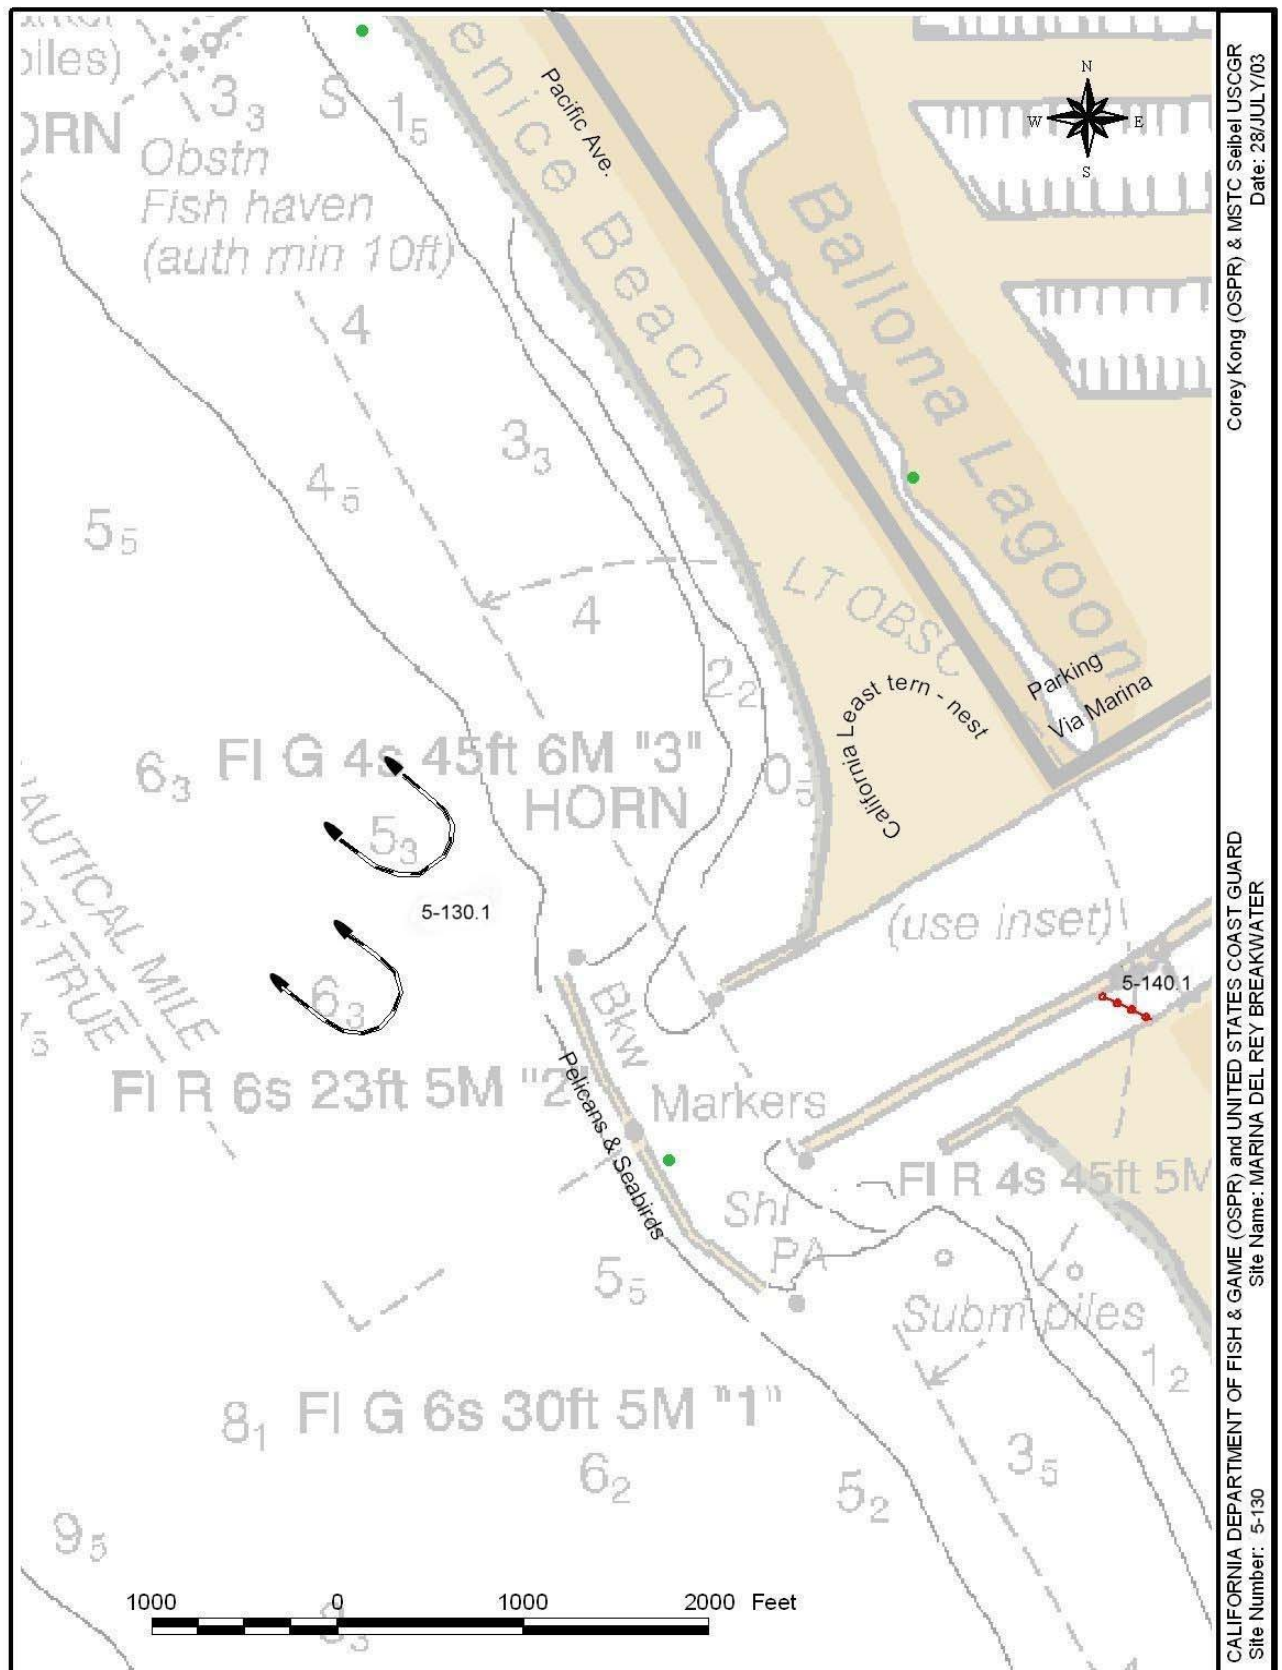 piles)
3₃
S
1₅
Obstn
Fish haven
(auth min 10ft)
4
enice Beach
Pacific Ave.
N
W
E
S
Ballona Lagoon
3₃
4₅
5₅
4
LT OBSC
2₂
California Least tern - nest
Parking
Via Marina
6₃
Fl G 4s 45ft 6M "3"
HORN
0₅
5₃
AUTICAL MILE
TRUE
5-130.1
(use inset)
5-140.1
6₃
Bkw
Fl R 6s 23ft 5M "2"
Markers
Pelicans & Seabirds
Fl R 4s 45ft 5M
Shl
PA
5₅
Subm piles
1₂
8₁
Fl G 6s 30ft 5M "1"
6₂
5₂
3₅
9₅
1000 0 1000 2000 Feet
Corey Kong (OSPR) & MSTC Seibel USCGR
Date: 28/JULY/03
CALIFORNIA DEPARTMENT OF FISH & GAME (OSPR) and UNITED STATES COAST GUARD
Site Number: 5-130 Site Name: MARINA DEL REY BREAKWATER